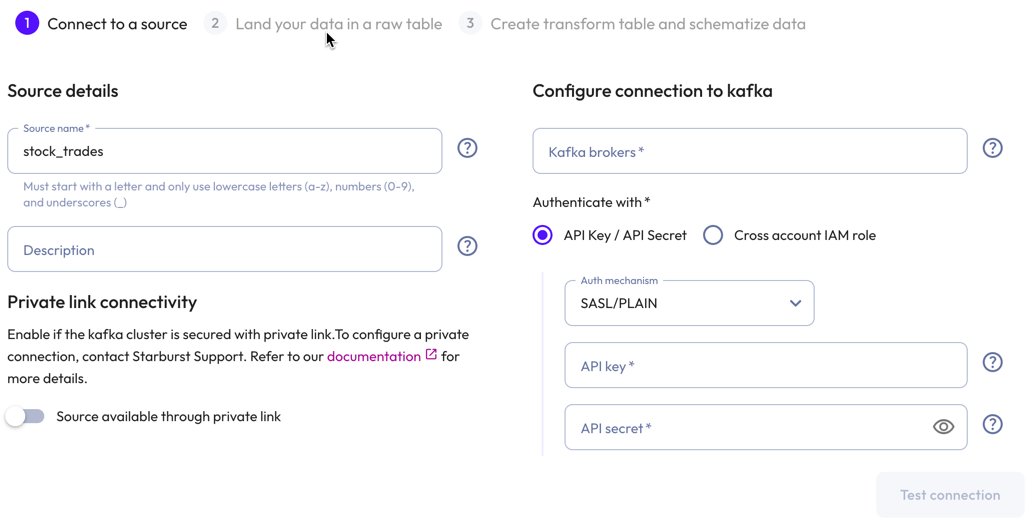 1 Connect to a source 2 Land your data in a raw table 3 Create transform table and schematize data
Source details
Source name *
stock_trades
Must start with a letter and only use lowercase letters (a-z), numbers (0-9),
and underscores (_)
Description
Private link connectivity
Enable if the kafka cluster is secured with private link.To configure a private
connection, contact Starburst Support. Refer to our documentation for
more details.
Source available through private link
Configure connection to kafka
Kafka brokers *
Authenticate with *
API Key / API Secret Cross account IAM role
Auth mechanism
SASL/PLAIN
API key *
API secret *
Test connection